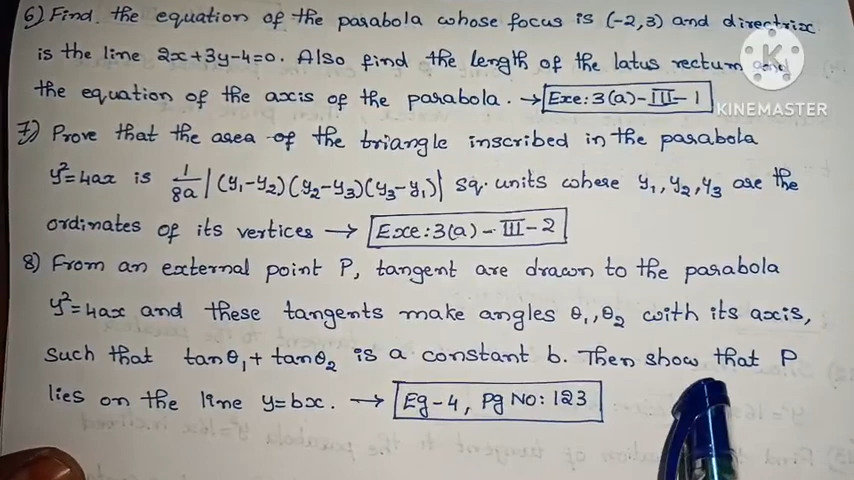 6) Find the equation of the parabola whose focus is (-2,3) and directrix
is the line 2x+3y-4=0. Also find the length of the latus rectum and
the equation of the axis of the parabola. → Exe:3(a)-III-1
KINEMASTER
7) Prove that the area of the triangle inscribed in the parabola
y²=4ax is 1/8a |(y₁-y₂)(y₂-y₃)(y₃-y₁)| sq. units where y₁, y₂, y₃ are the
ordinates of its vertices → Exe:3(a)-III-2
8) From an external point P, tangent are drawn to the parabola
y²=4ax and these tangents make angles θ₁, θ₂ with its axis,
such that tanθ₁+tanθ₂ is a constant b. Then show that P
lies on the line y=bx. → Eg-4, Pg No: 123